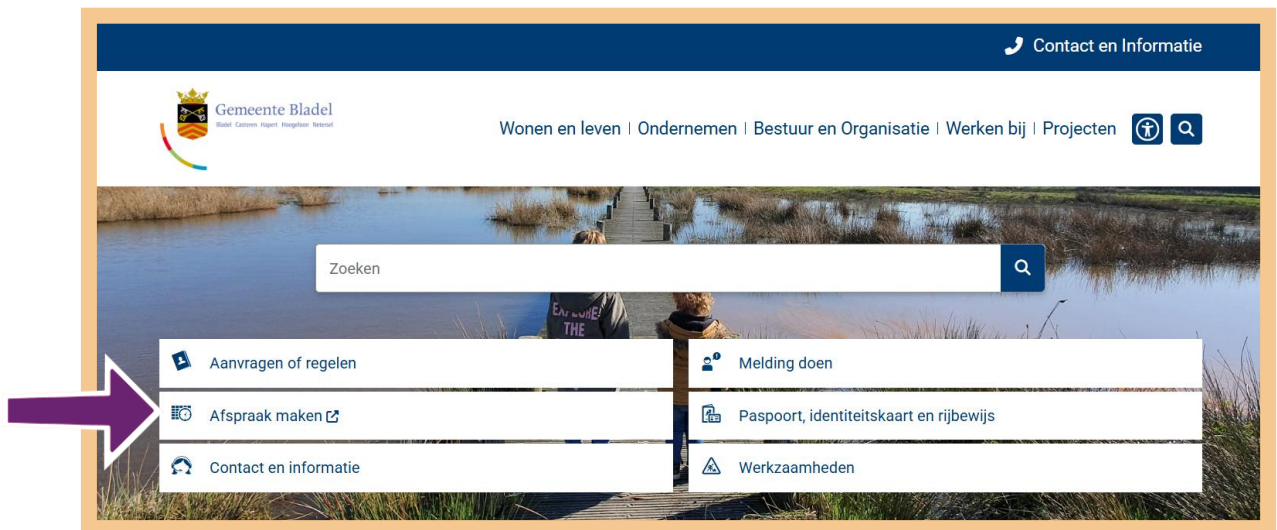 Contact en Informatie
Gemeente Bladel
Bladel Casteren Hapert Hoogeloon Netersel
Wonen en leven | Ondernemen | Bestuur en Organisatie | Werken bij | Projecten
Zoeken
EXPLORE!
THE
Aanvragen of regelen
Melding doen
Afspraak maken
Paspoort, identiteitskaart en rijbewijs
Contact en informatie
Werkzaamheden